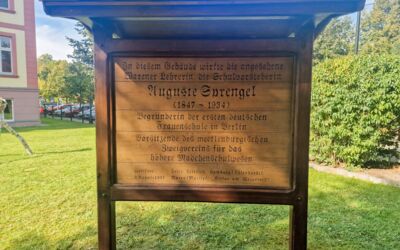 In diesem Gebäude wirkte die angesehene
Warener Lehrerin die Schulvorsteherin
Auguste Sprengel
(1847 - 1934)
Begründerin der ersten deutschen
Frauenschule in Berlin
Vorsitzende des mecklenburgischen
Zweigvereins für das
höhere Mädchenschulwesen